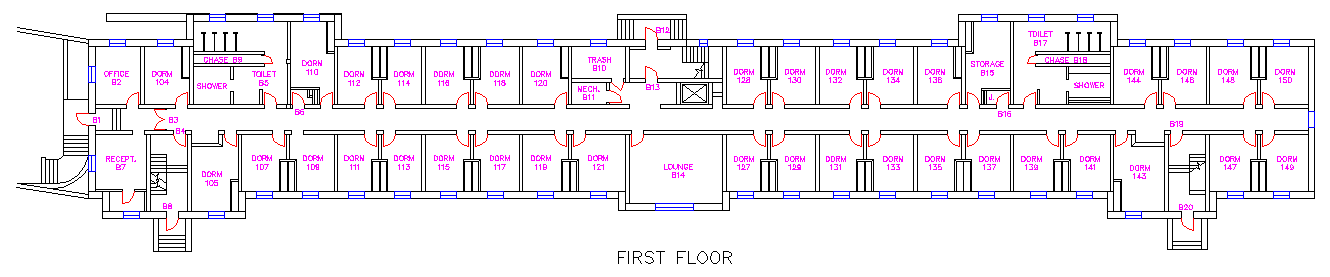 OFFICE
B2
DORM
104
CHASE B9
SHOWER
TOILET
B5
DORN
110
DORN
112
DORM
114
DORM
116
DORM
118
DORM
120
TRASH
B10
MECH.
B11
B12
B13
DORM
128
DORM
130
DORM
132
DORM
134
DORM
136
STORAGE
B15
J.
TOILET
B17
CHASE B18
SHOWER
DORM
144
DORM
146
DORM
148
DORM
150
B1
B3
B4
B6
B16
B19
RECEPT.
B7
B8
DORM
105
DORM
107
DORM
109
DORN
111
DORM
113
DORM
115
DORM
117
DORM
119
DORM
121
LOUNGE
B14
DORM
127
DORM
129
DORM
131
DORM
133
DORN
135
DORM
137
DORM
139
DORM
141
DORM
143
B20
DORM
147
DORM
149
FIRST FLOOR